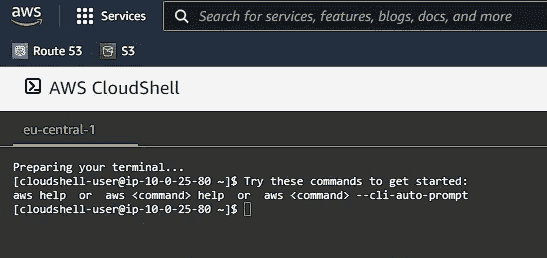 aws Services Search for services, features, blogs, docs, and more
Route 53 S3
AWS CloudShell
eu-central-1
Preparing your terminal...
[cloudshell-user@ip-10-0-25-80 ~]$ Try these commands to get started:
aws help or aws <command> help or aws <command> --cli-auto-prompt
[cloudshell-user@ip-10-0-25-80 ~]$